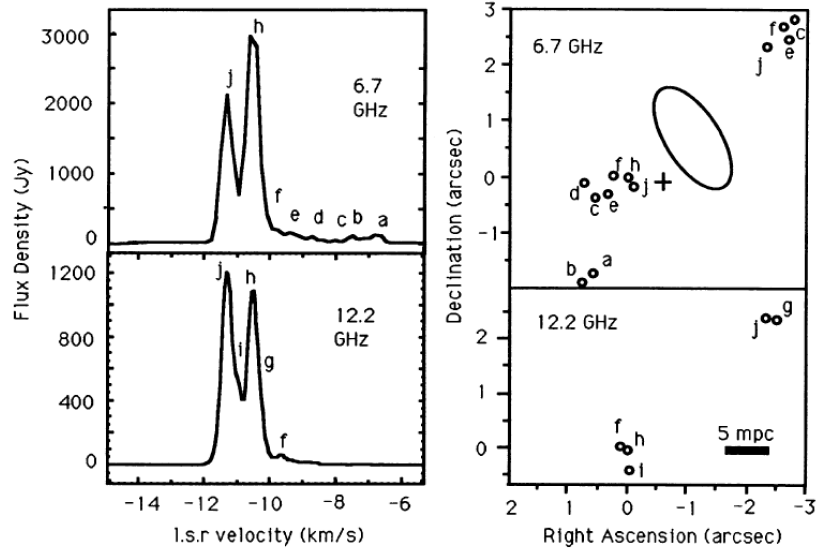 3000
2000
1000
0
Flux Density (Jy)
j
h
f
e
d
c
b
a
6.7
GHz
1200
800
400
0
j
i
h
g
f
12.2
GHz
-14
-12
-10
-8
-6
l.s.r velocity (km/s)
3
2
1
0
-1
Declination (arcsec)
6.7 GHz
f
c
e
j
f
h
d
j
c
e
b
a
2
1
0
12.2 GHz
g
j
f
h
i
5 mpc
2
1
0
-1
-2
-3
Right Ascension (arcsec)